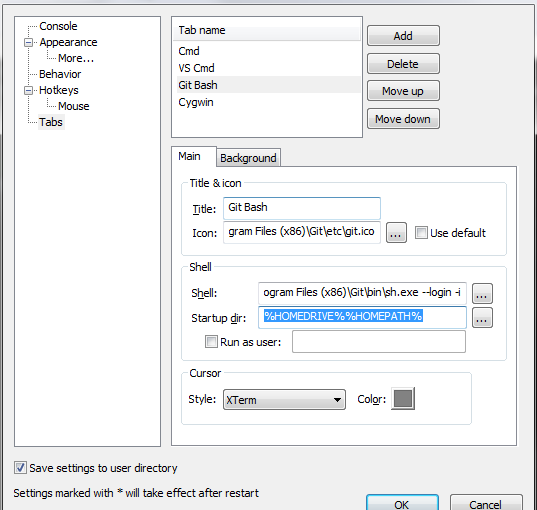 Console
Appearance
More...
Behavior
Hotkeys
Mouse
Tabs
Tab name
Cmd
VS Cmd
Git Bash
Cygwin
Add
Delete
Move up
Move down
Main
Background
Title & icon
Title:
Git Bash
Icon:
gram Files (x86)\Git\etc\git.ico
...
Use default
Shell
Shell:
ogram Files (x86)\Git\bin\sh.exe --login -i
...
Startup dir:
%HOMEDRIVE%%HOMEPATH%
...
Run as user:
Cursor
Style:
XTerm
Color:
Save settings to user directory
Settings marked with * will take effect after restart
OK
Cancel